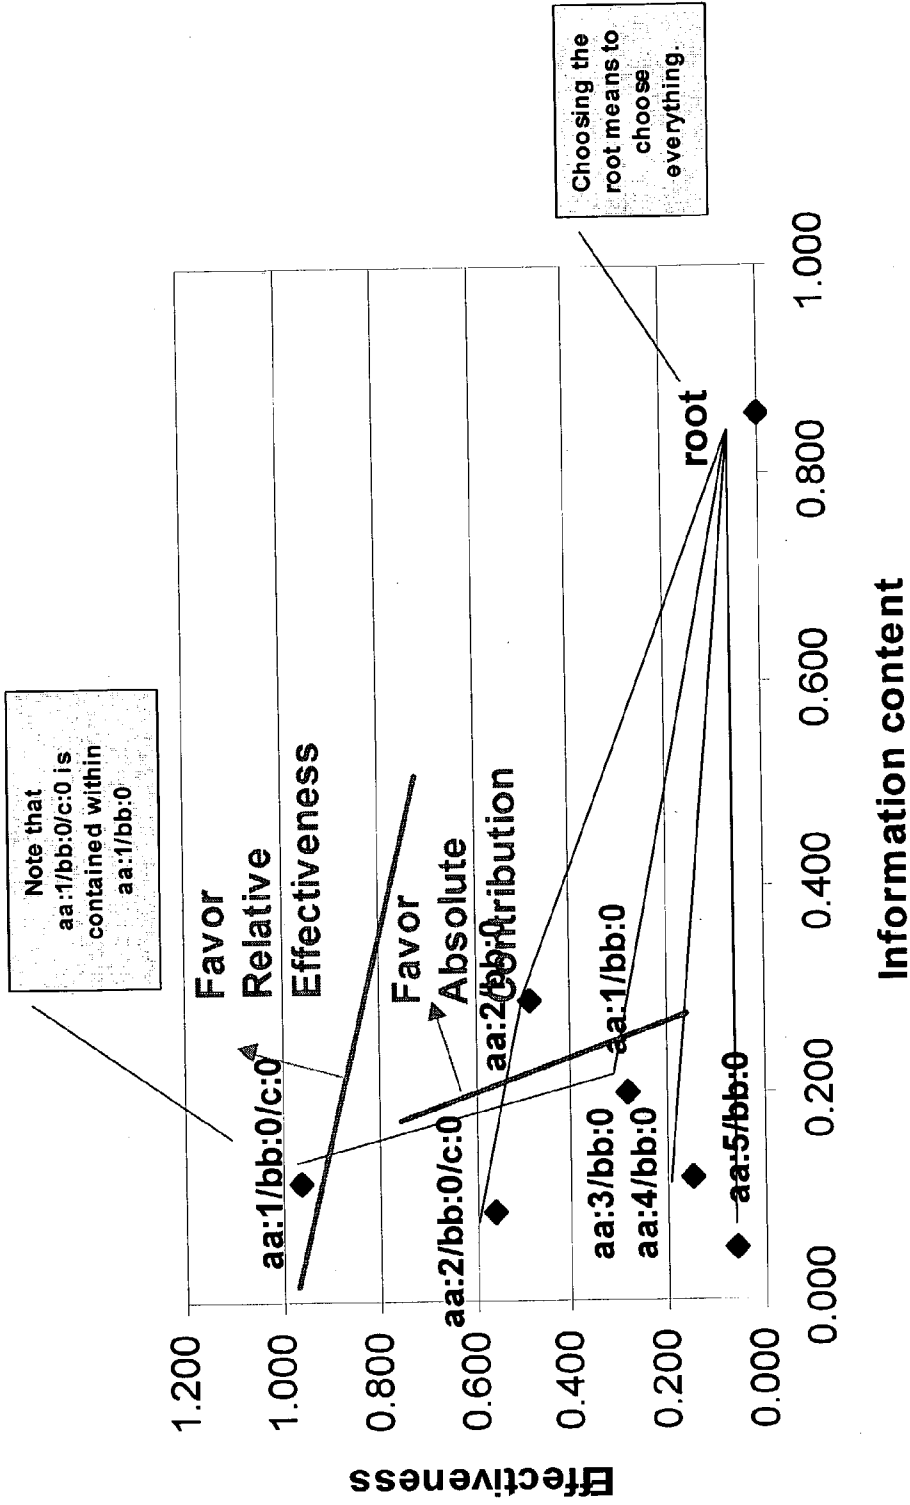 Note that
aa:1/bb:0/c:0 is
contained within
aa:1/bb:0
Choosing the
root means to
choose
everything.
Favor
Relative
Effectiveness
Favor
Absolute
Contribution
aa:1/bb:0/c:0
aa:2/bb:0/c:0
aa:2/bb:0
aa:1/bb:0
aa:3/bb:0
aa:4/bb:0
aa:5/bb:0
root
1.200
1.000
0.800
0.600
0.400
0.200
0.000
Effectiveness
0.000
0.200
0.400
0.600
0.800
1.000
Information content